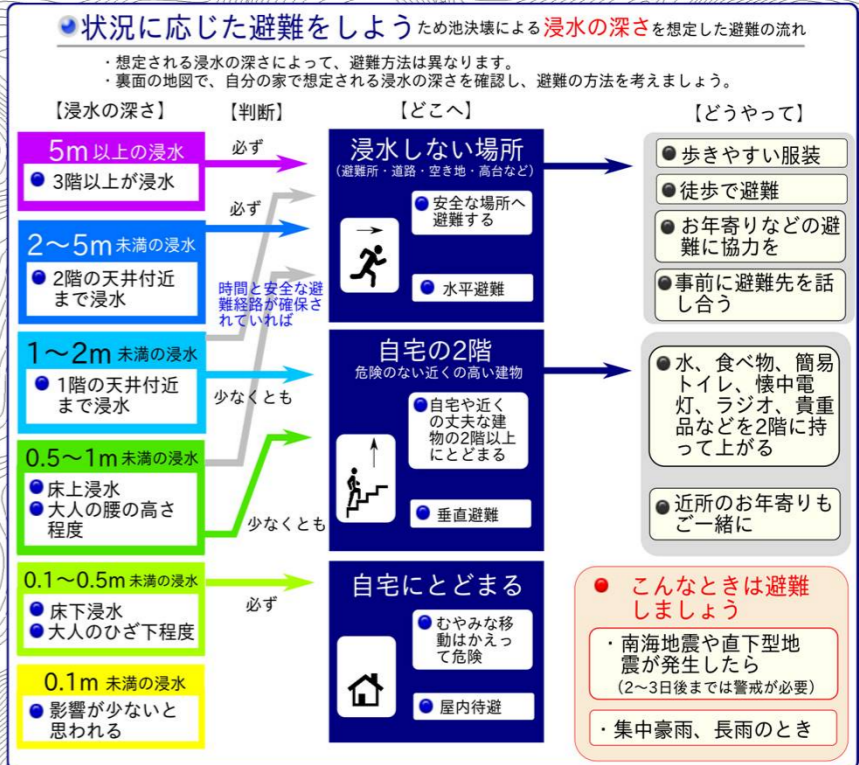 状況に応じた避難をしよう ため池決壊による浸水の深さを想定した避難の流れ
・想定される浸水の深さによって、避難方法は異なります。
・裏面の地図で、自分の家で想定される浸水の深さを確認し、避難の方法を考えましょう。
【浸水の深さ】 【判断】 【どこへ】 【どうやって】
5m以上の浸水
3階以上が浸水
2～5m未満の浸水
2階の天井付近
まで浸水
1～2m未満の浸水
1階の天井付近
まで浸水
0.5～1m未満の浸水
床上浸水
大人の腰の高さ
程度
0.1～0.5m未満の浸水
床下浸水
大人のひざ下程度
0.1m未満の浸水
影響が少ないと
思われる
必ず
必ず
時間と安全な避
難経路が確保さ
れていれば
少なくとも
少なくとも
必ず
浸水しない場所
(避難所・道路・空き地・高台など)
安全な場所へ
避難する
水平避難
自宅の2階
危険のない近くの高い建物
自宅や近く
の丈夫な建
物の2階以上
にとどまる
垂直避難
自宅にとどまる
むやみな移
動はかえっ
て危険
屋内待避
歩きやすい服装
徒歩で避難
お年寄りなどの避
難に協力を
事前に避難先を話
し合う
水、食べ物、簡易
トイレ、懐中電
灯、ラジオ、貴重
品などを2階に持
って上がる
近所のお年寄りも
ご一緒に
こんなときは避難
しましょう
・南海地震や直下型地
震が発生したら
(2～3日後までは警戒が必要)
・集中豪雨、長雨のとき